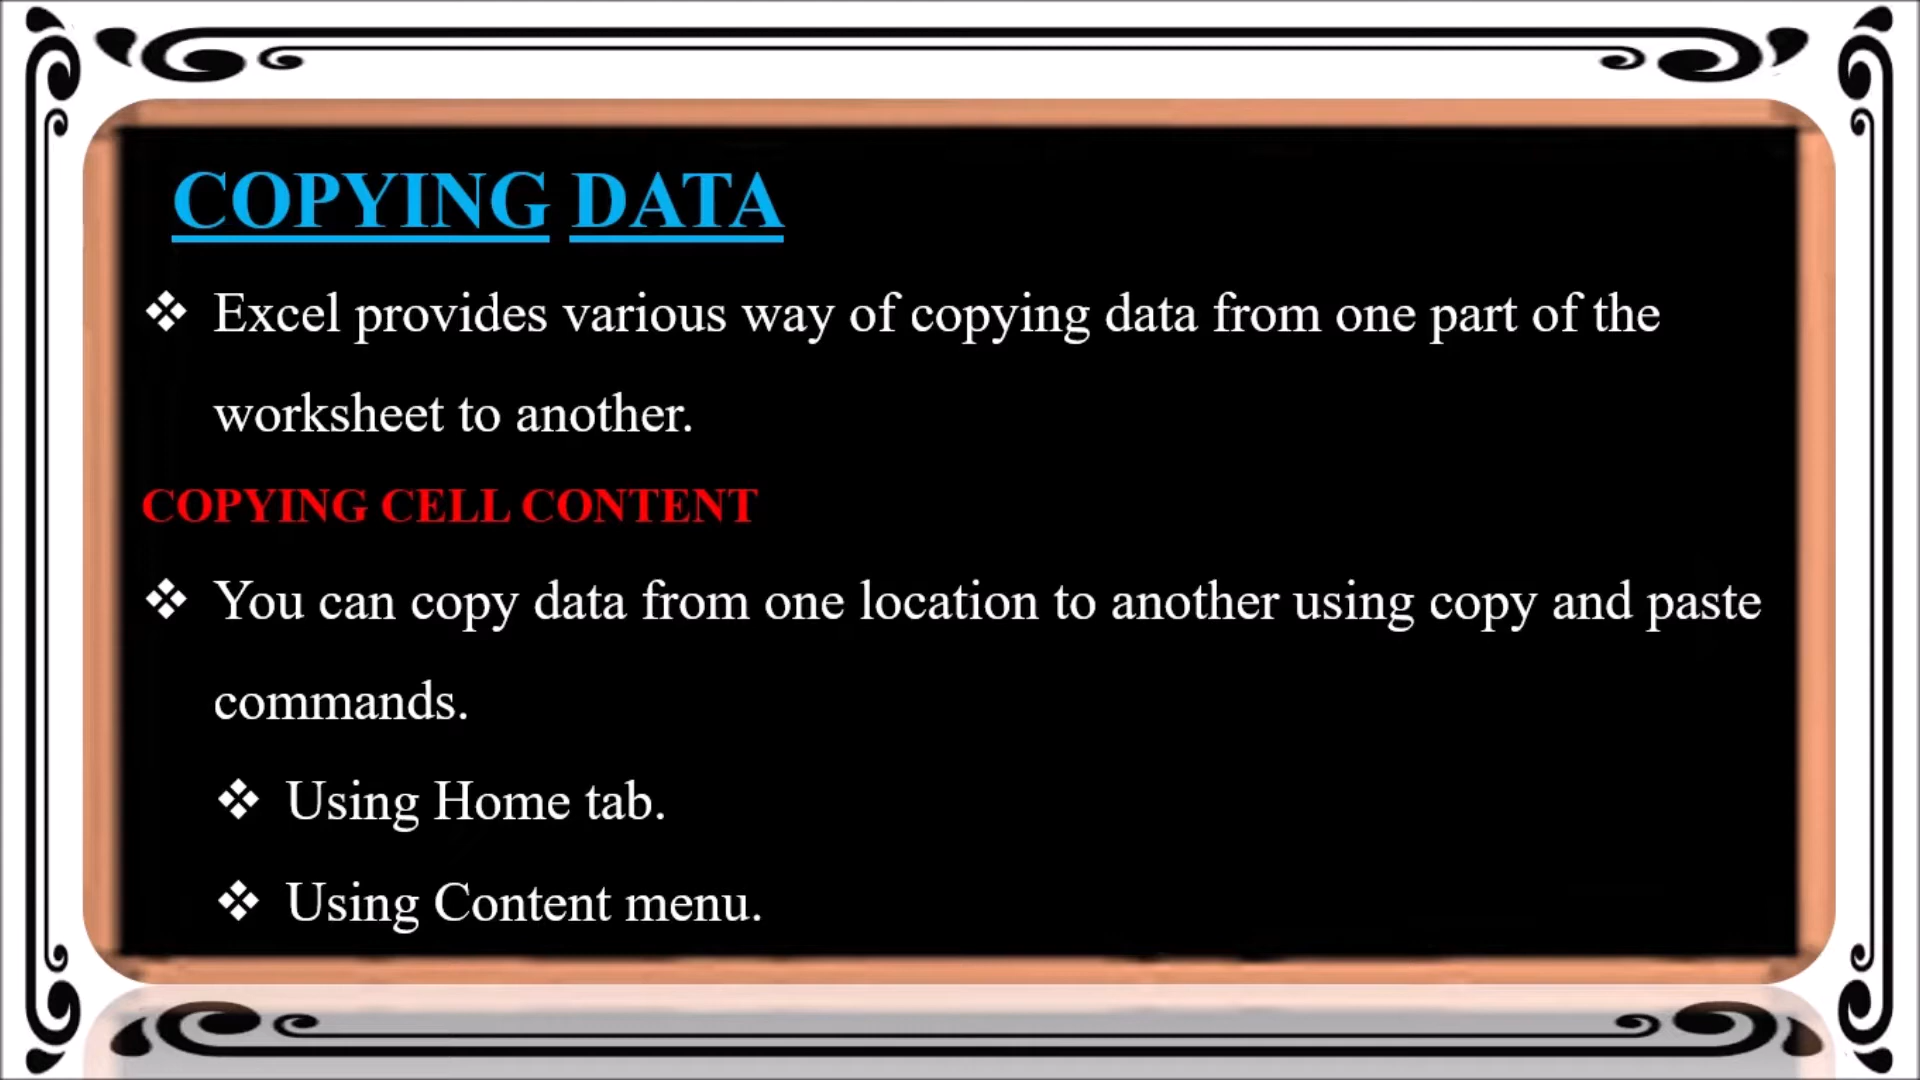 COPYING DATA
❖ Excel provides various way of copying data from one part of the
worksheet to another.
COPYING CELL CONTENT
❖ You can copy data from one location to another using copy and paste
commands.
❖ Using Home tab.
❖ Using Content menu.